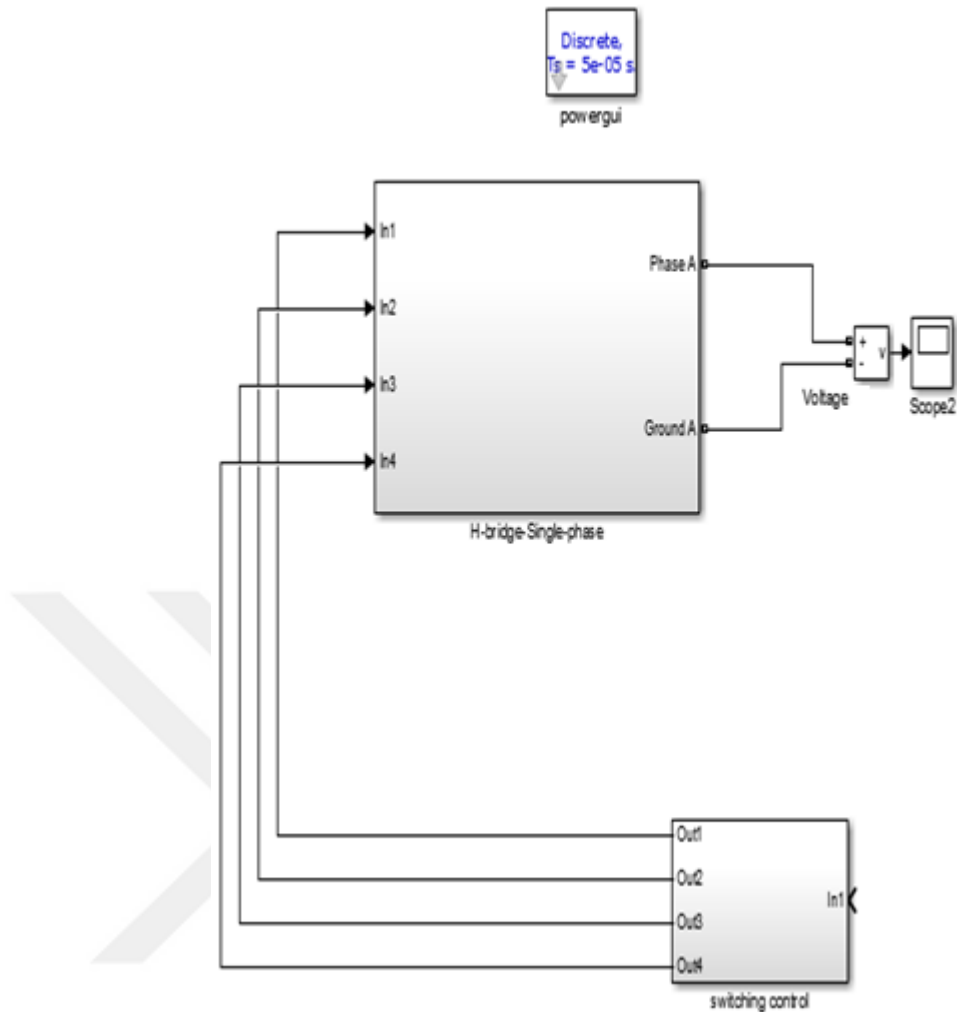 Discrete,
Ts = 5e-05 s.
powergui
In1
In2
In3
In4
Phase A
Ground A
H-bridge-Single-phase
+
-
v
Voltage
Scope2
Out1
Out2
Out3
Out4
In1
switching control